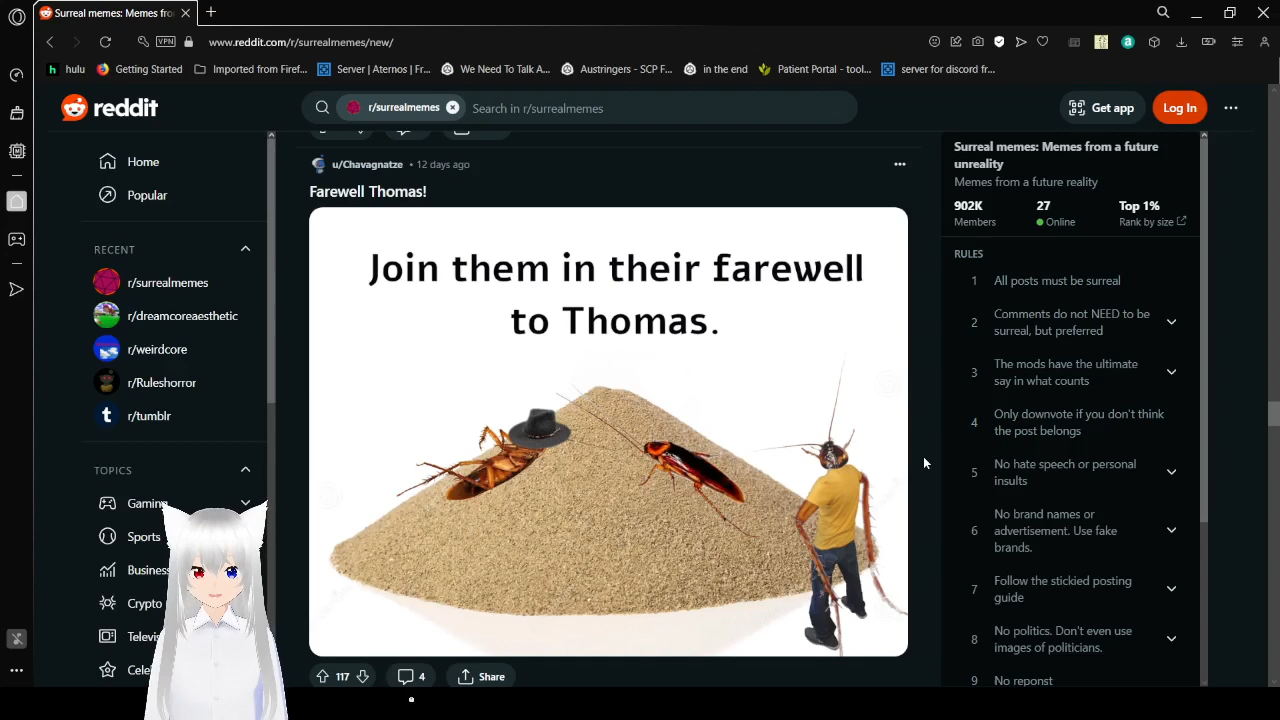 Surreal memes: Memes fro
VPN
www.reddit.com/r/surrealmemes/new/
hulu
Getting Started
Imported from Firef...
Server | Aternos | Fr...
We Need To Talk A...
Austringers - SCP F...
in the end
Patient Portal - tool...
server for discord fr...
reddit
r/surrealmemes
Search in r/surrealmemes
Get app
Log In
Home
Popular
RECENT
r/surrealmemes
r/dreamcoreaesthetic
r/weirdcore
r/Ruleshorror
r/tumblr
TOPICS
Gaming
Sports
Business
Crypto
Televi
Cele
u/Chavagnatze • 12 days ago
Farewell Thomas!
Join them in their farewell
to Thomas.
117
4
Share
Surreal memes: Memes from a future
unreality
Memes from a future reality
902K
27
Top 1%
Members
Online
Rank by size
RULES
1 All posts must be surreal
2 Comments do not NEED to be
surreal, but preferred
3 The mods have the ultimate
say in what counts
4 Only downvote if you don't think
the post belongs
5 No hate speech or personal
insults
6 No brand names or
advertisement. Use fake
brands.
7 Follow the stickied posting
guide
8 No politics. Don't even use
images of politicians.
9 No reponst